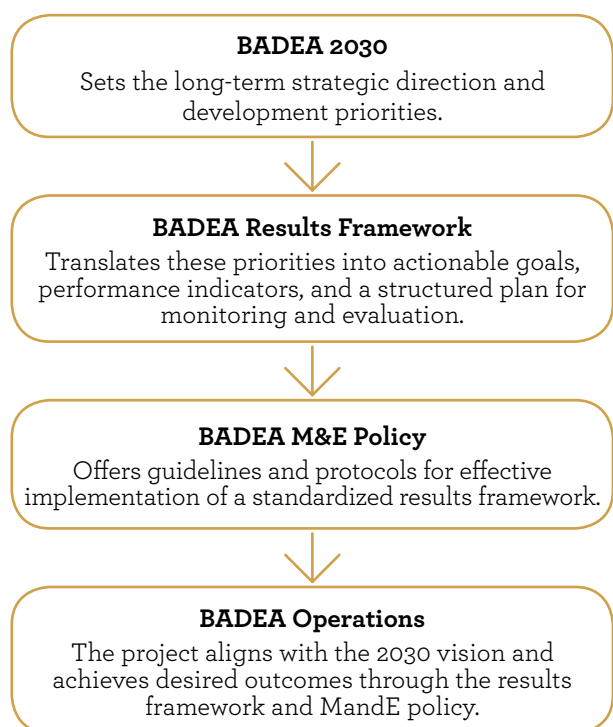 BADEA 2030
Sets the long-term strategic direction and
development priorities.
BADEA Results Framework
Translates these priorities into actionable goals,
performance indicators, and a structured plan for
monitoring and evaluation.
BADEA M&E Policy
Offers guidelines and protocols for effective
implementation of a standardized results framework.
BADEA Operations
The project aligns with the 2030 vision and
achieves desired outcomes through the results
framework and MandE policy.